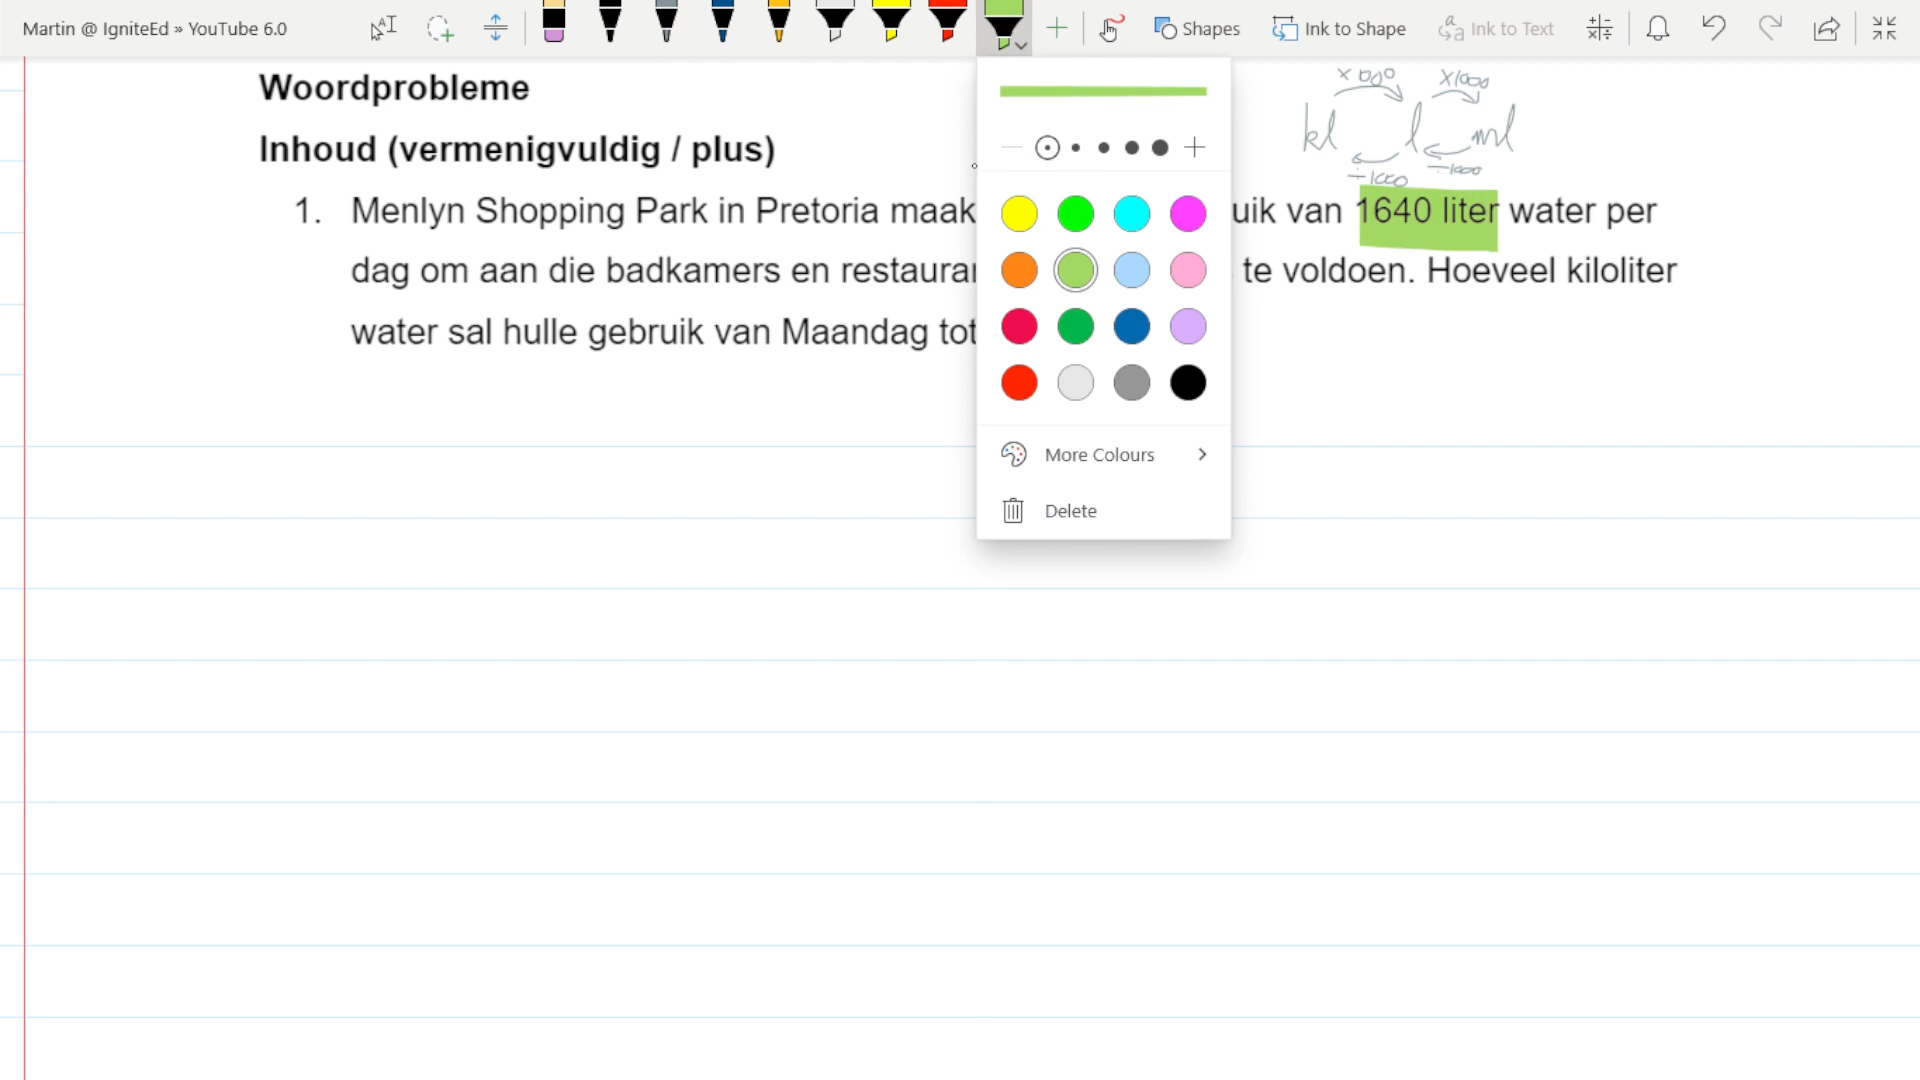 Martin @ IgniteEd » YouTube 6.0
Shapes
Ink to Shape
Ink to Text
Woordprobleme
Inhoud (vermenigvuldig / plus)
x1000 x1000
kl l ml
÷1000 ÷1000
1. Menlyn Shopping Park in Pretoria maak uik van 1640 liter water per
dag om aan die badkamers en restaura te voldoen. Hoeveel kiloliter
water sal hulle gebruik van Maandag tot
More Colours
Delete